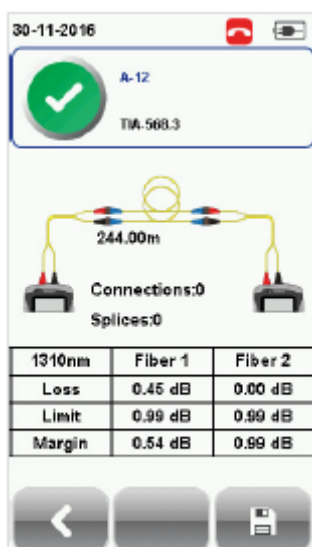 30-11-2016
A-12
TIA-568.3
244.00m
Connections:0
Splices:0
1310nm Fiber 1 Fiber 2
Loss 0.45 dB 0.00 dB
Limit 0.99 dB 0.99 dB
Margin 0.54 dB 0.99 dB